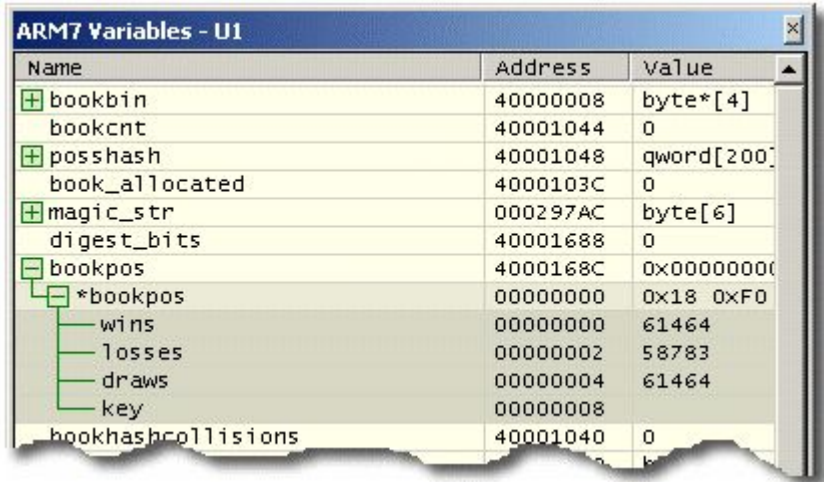 ARM7 Variables - U1
Name Address Value
bookbin 40000008 byte*[4]
bookcnt 40001044 0
posshash 40001048 qword[200]
book_allocated 4000103C 0
magic_str 000297AC byte[6]
digest_bits 40001688 0
bookpos 4000168C 0x0000000
*bookpos 00000000 0x18 0xF0
wins 00000000 61464
losses 00000002 58783
draws 00000004 61464
key 00000008
bookhashcollisions 40001040 0